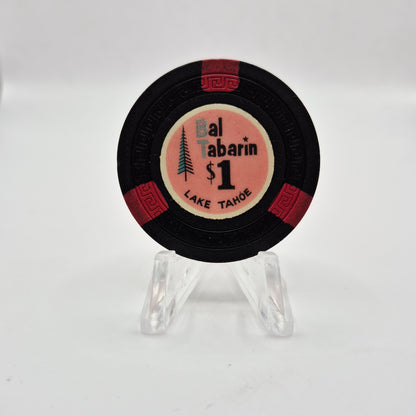 Bal
Tabarin
$1
LAKE TAHOE